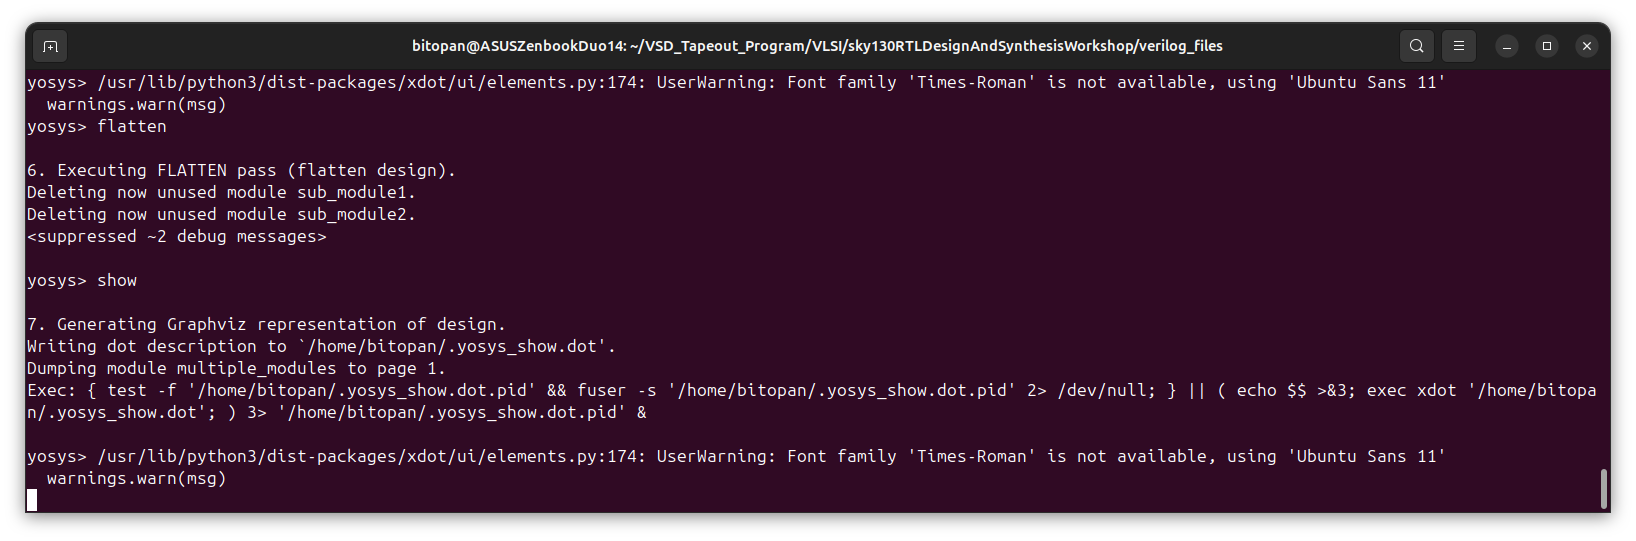 bitopan@ASUSZenbookDuo14: ~/VSD_Tapeout_Program/VLSI/sky130RTLDesignAndSynthesisWorkshop/verilog_files
yosys> /usr/lib/python3/dist-packages/xdot/ui/elements.py:174: UserWarning: Font family 'Times-Roman' is not available, using 'Ubuntu Sans 11'
  warnings.warn(msg)
yosys> flatten
6. Executing FLATTEN pass (flatten design).
Deleting now unused module sub_module1.
Deleting now unused module sub_module2.
<suppressed ~2 debug messages>
yosys> show
7. Generating Graphviz representation of design.
Writing dot description to `/home/bitopan/.yosys_show.dot'.
Dumping module multiple_modules to page 1.
Exec: { test -f '/home/bitopan/.yosys_show.dot.pid' && fuser -s '/home/bitopan/.yosys_show.dot.pid' 2> /dev/null; } || ( echo $$ >&3; exec xdot '/home/bitopa
n/.yosys_show.dot'; ) 3> '/home/bitopan/.yosys_show.dot.pid' &
yosys> /usr/lib/python3/dist-packages/xdot/ui/elements.py:174: UserWarning: Font family 'Times-Roman' is not available, using 'Ubuntu Sans 11'
  warnings.warn(msg)